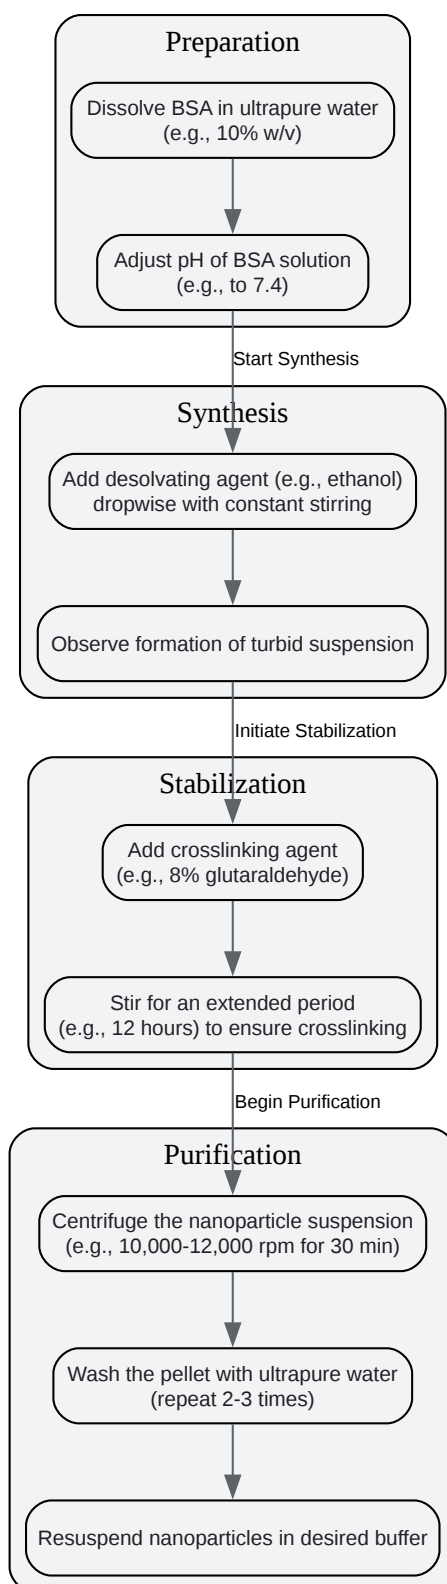 Preparation
Dissolve BSA in ultrapure water
(e.g., 10% w/v)
Adjust pH of BSA solution
(e.g., to 7.4)
Start Synthesis
Synthesis
Add desolvating agent (e.g., ethanol)
dropwise with constant stirring
Observe formation of turbid suspension
Initiate Stabilization
Stabilization
Add crosslinking agent
(e.g., 8% glutaraldehyde)
Stir for an extended period
(e.g., 12 hours) to ensure crosslinking
Begin Purification
Purification
Centrifuge the nanoparticle suspension
(e.g., 10,000-12,000 rpm for 30 min)
Wash the pellet with ultrapure water
(repeat 2-3 times)
Resuspend nanoparticles in desired buffer